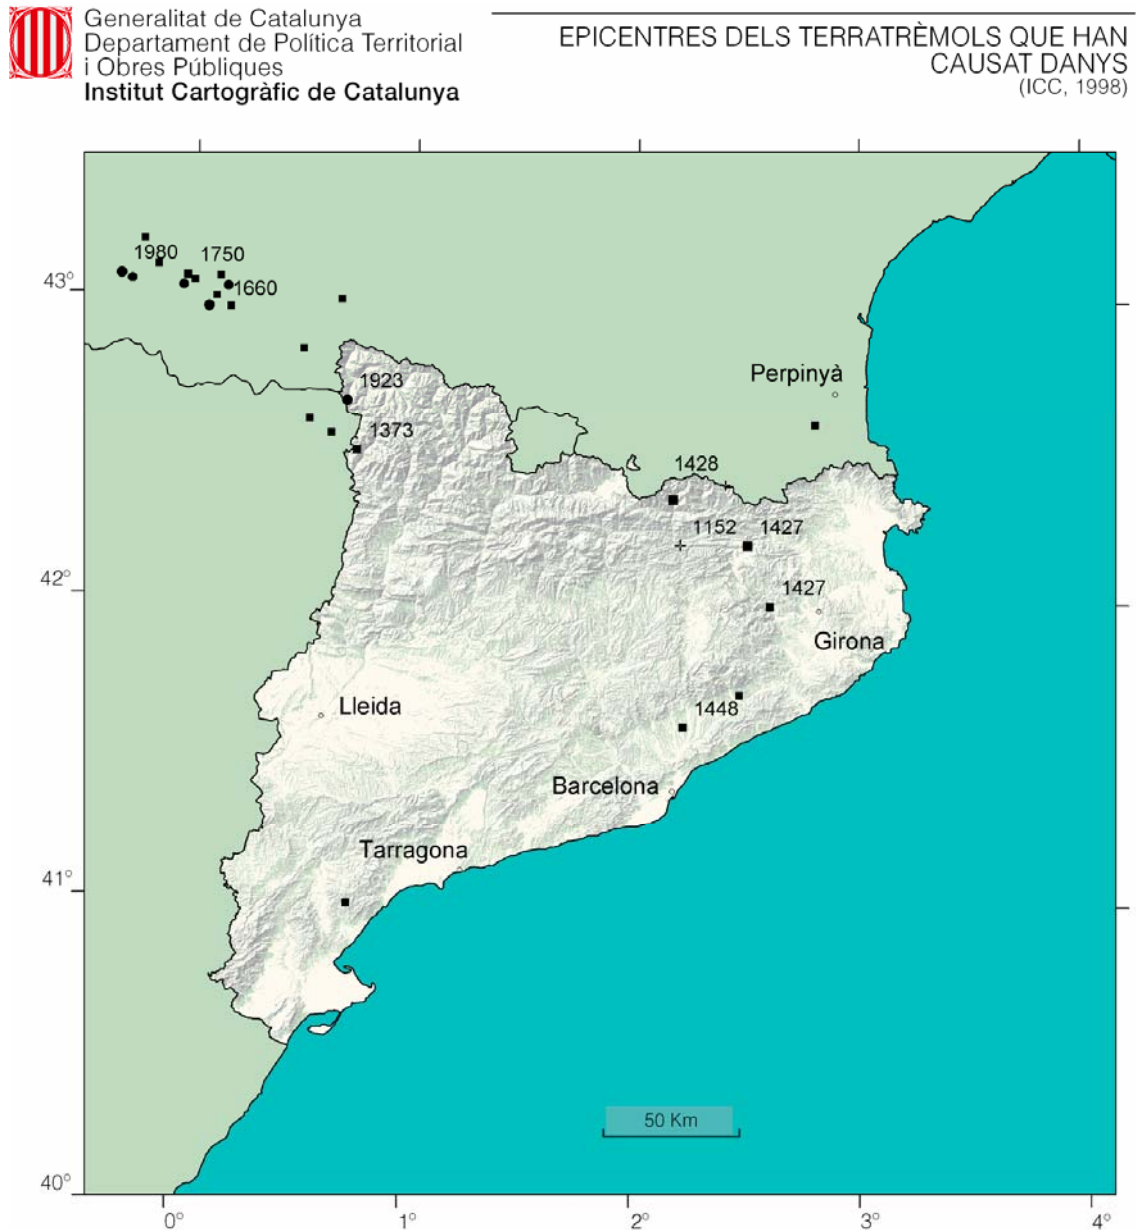 Generalitat de Catalunya
Departament de Política Territorial
i Obres Públiques
Institut Cartogràfic de Catalunya
EPICENTRES DELS TERRATRÈMOLS QUE HAN
CAUSAT DANYS
(ICC, 1998)
1980
1750
43°
1660
1923
Perpinyà
1373
1428
1152
1427
42°
1427
Girona
Lleida
1448
Barcelona
Tarragona
41°
50 Km
40°
0°
1°
2°
3°
4°